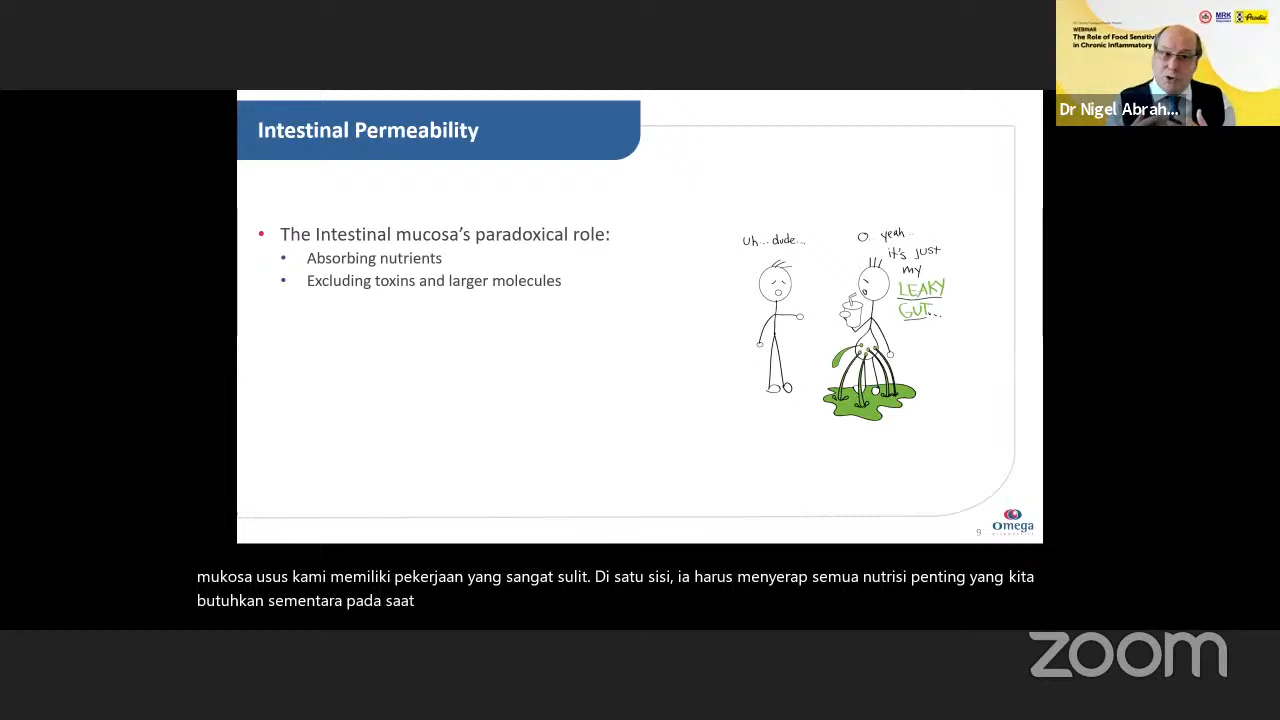 WEBINAR
The Role of Food Sensitivi
in Chronic Inflammatory
MRK
Prodia
Dr Nigel Abrah...
Intestinal Permeability
• The Intestinal mucosa's paradoxical role:
• Absorbing nutrients
• Excluding toxins and larger molecules
Uh... dude...
O. yeah..
it's just
my
LEAKY
GUT...
9
Omega
DIAGNOSTICS
mukosa usus kami memiliki pekerjaan yang sangat sulit. Di satu sisi, ia harus menyerap semua nutrisi penting yang kita
butuhkan sementara pada saat
zoom